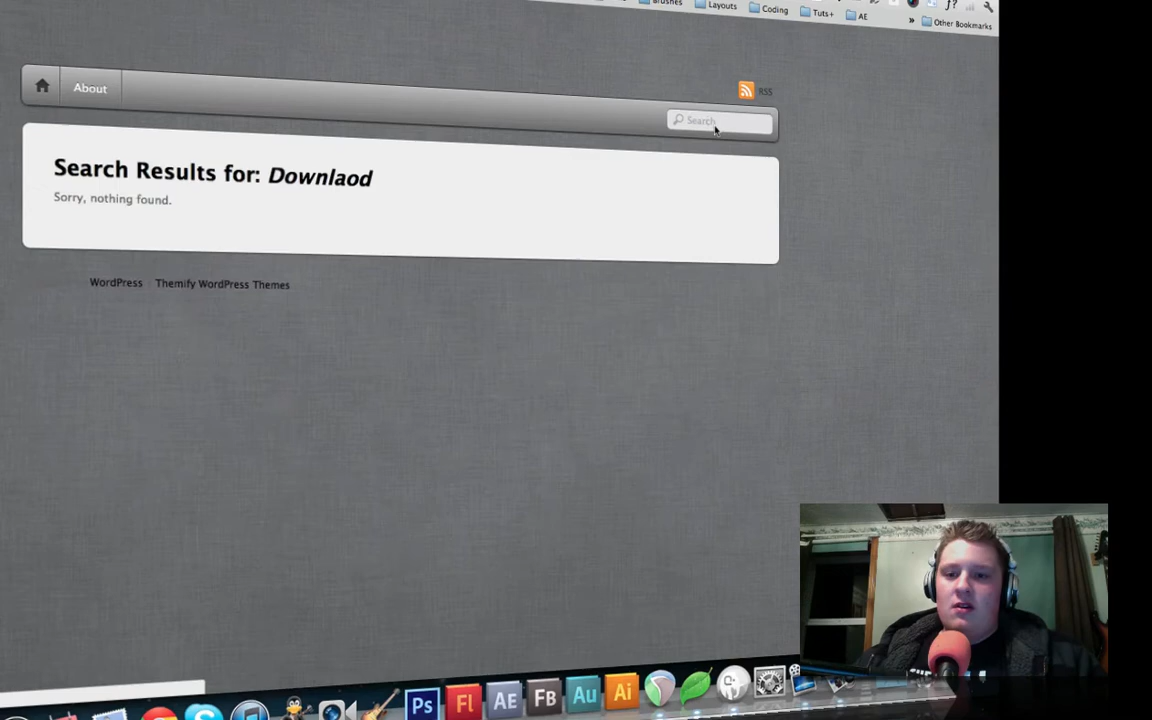 Brushes Layouts Coding Tuts+ AE » Other Bookmarks
f?
About
RSS
Search
Search Results for: Downlaod
Sorry, nothing found.
WordPress Themify WordPress Themes
Ps Fl AE FB Au Ai